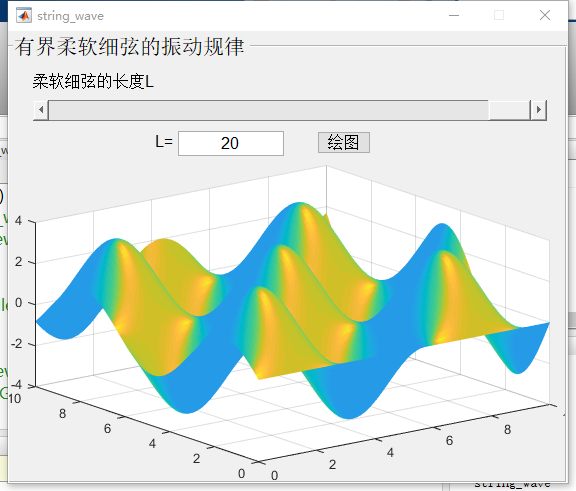 string_wave
有界柔软细弦的振动规律
柔软细弦的长度L
L= 20 绘图
4
2
0
-2
-4
10 8 6 4 2 0
0 2 4 6 8
string_wave